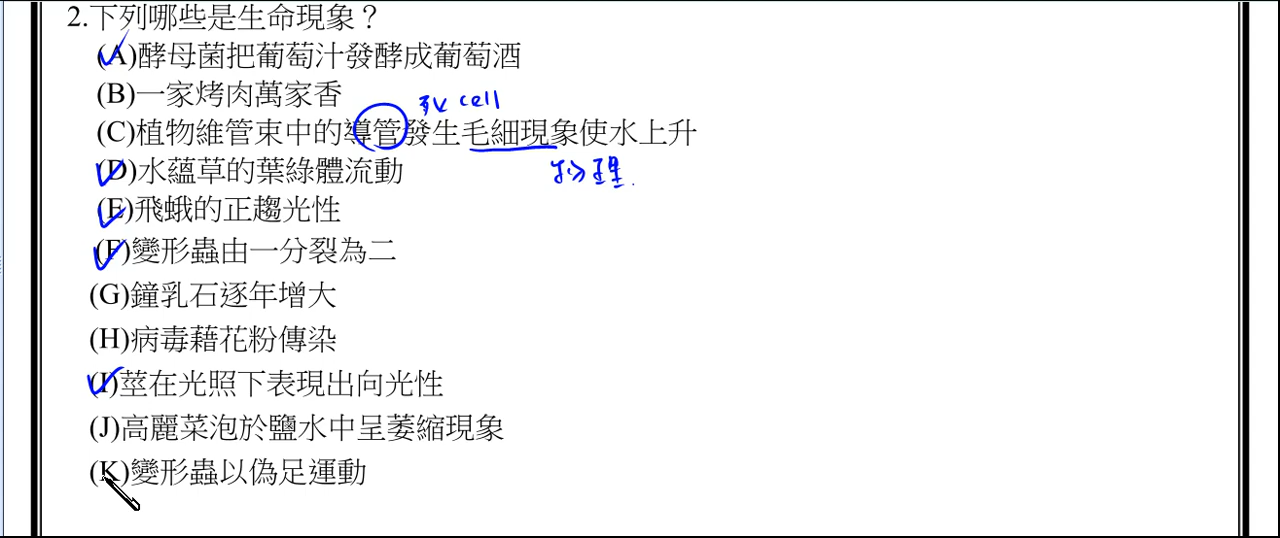 2.下列哪些是生命現象？
(A)酵母菌把葡萄汁發酵成葡萄酒
(B)一家烤肉萬家香
死 cell
(C)植物維管束中的導管發生毛細現象使水上升
物理
(D)水蘊草的葉綠體流動
(E)飛蛾的正趨光性
(F)變形蟲由一分裂為二
(G)鐘乳石逐年增大
(H)病毒藉花粉傳染
(I)莖在光照下表現出向光性
(J)高麗菜泡於鹽水中呈萎縮現象
(K)變形蟲以偽足運動